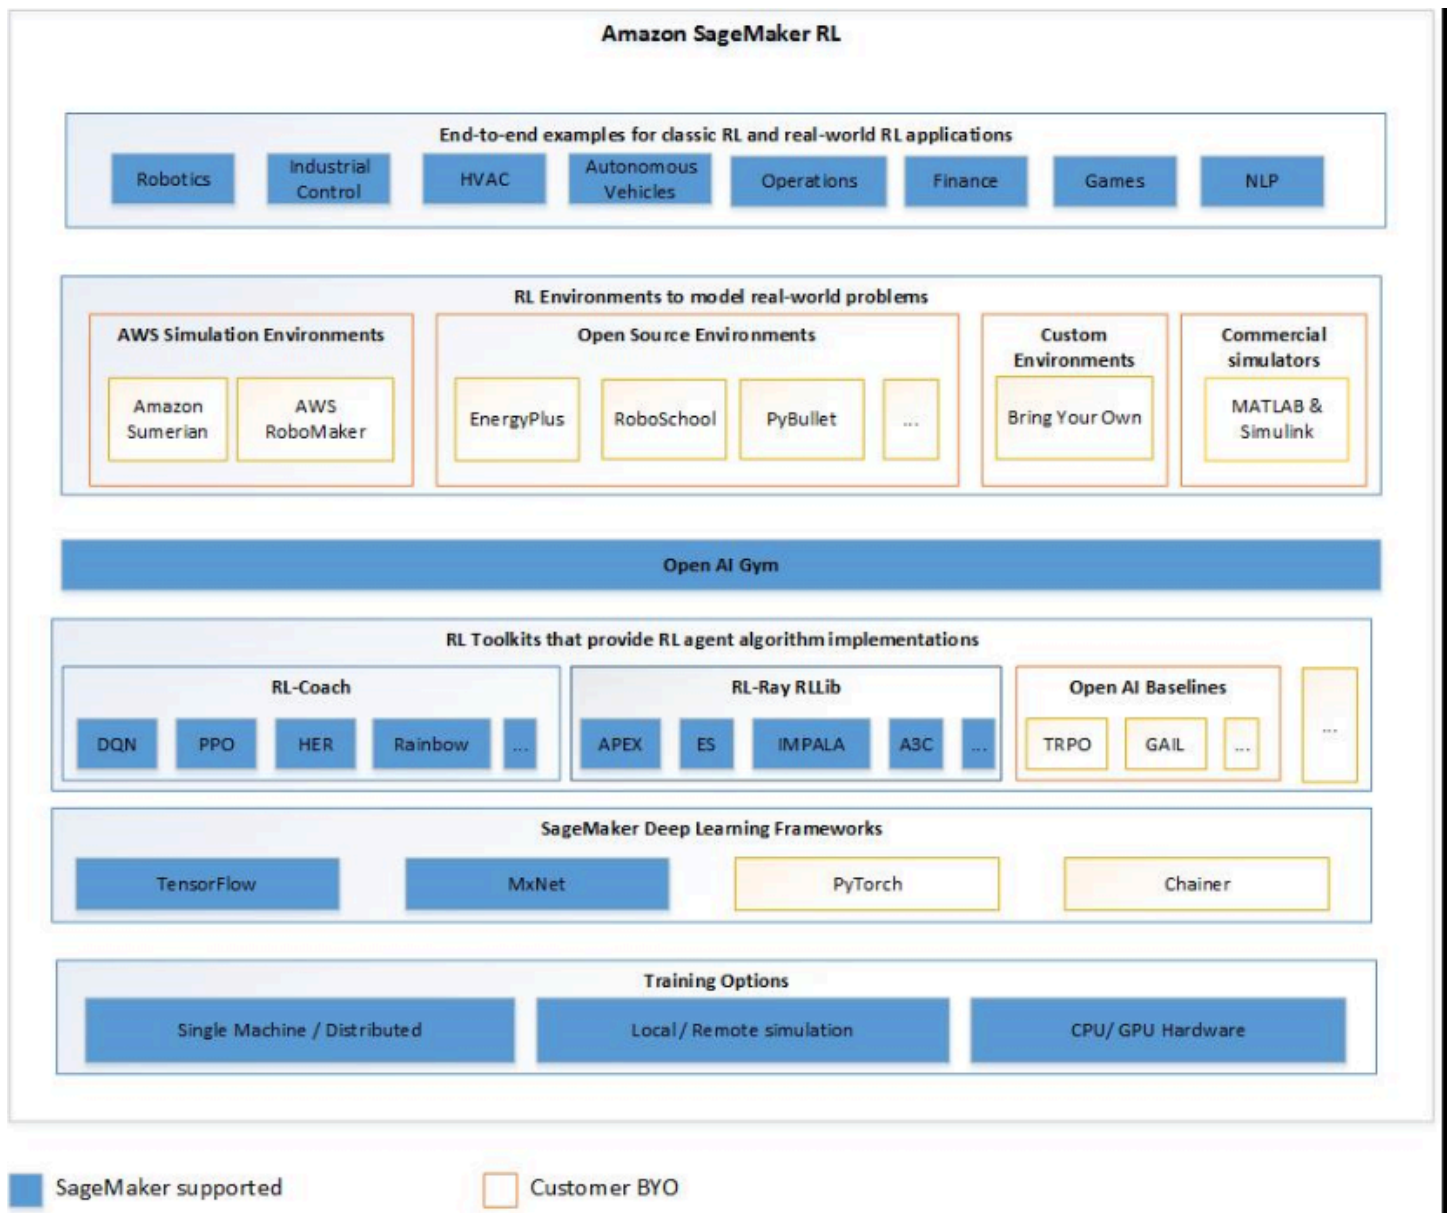 Amazon SageMaker RL
End-to-end examples for classic RL and real-world RL applications
Robotics
Industrial
Control
HVAC
Autonomous
Vehicles
Operations
Finance
Games
NLP
RL Environments to model real-world problems
AWS Simulation Environments
Amazon
Sumerian
AWS
RoboMaker
Open Source Environments
EnergyPlus
RoboSchool
PyBullet
...
Custom
Environments
Bring Your Own
Commercial
simulators
MATLAB &
Simulink
Open AI Gym
RL Toolkits that provide RL agent algorithm implementations
RL-Coach
DQN
PPO
HER
Rainbow
...
RL-Ray RLLib
APEX
ES
IMPALA
A3C
...
Open AI Baselines
TRPO
GAIL
...
...
SageMaker Deep Learning Frameworks
TensorFlow
MxNet
PyTorch
Chainer
Training Options
Single Machine / Distributed
Local / Remote simulation
CPU/ GPU Hardware
SageMaker supported
Customer BYO